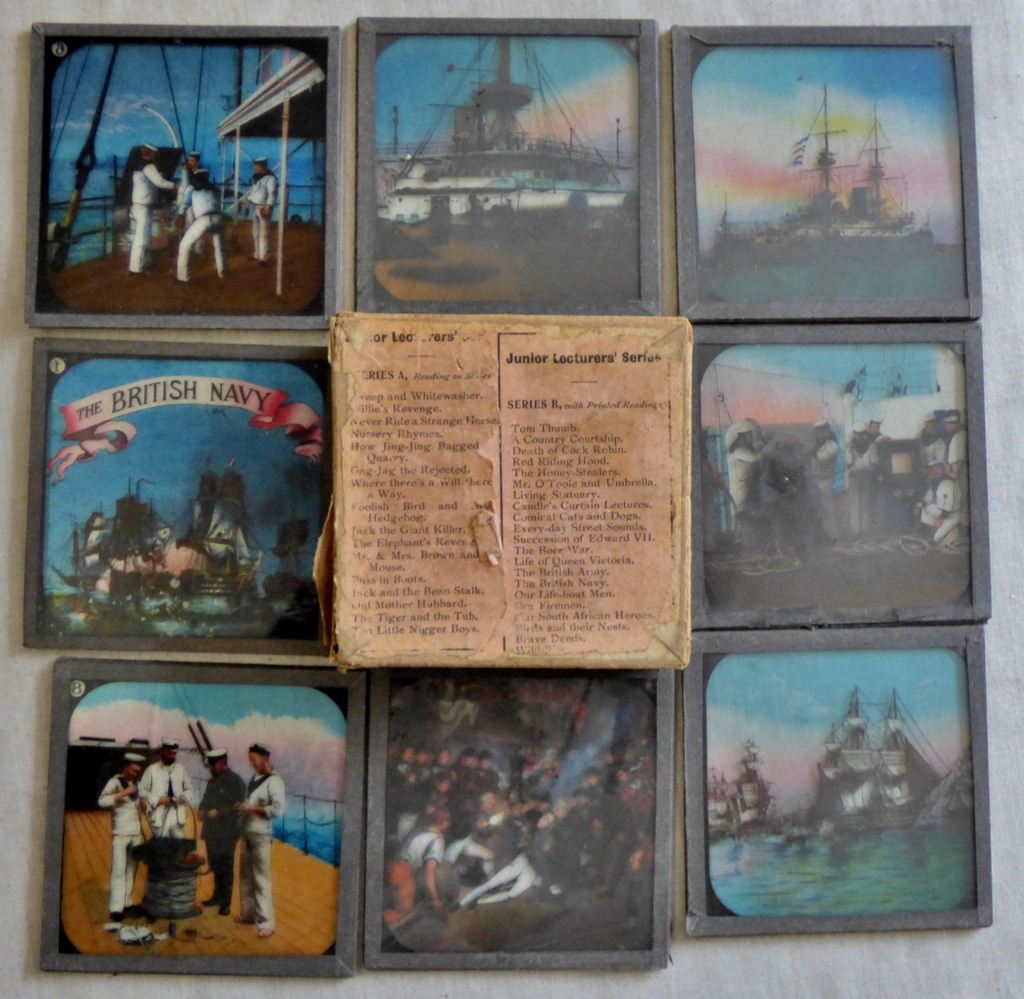 THE BRITISH NAVY
1
8
Junior Lecturers' Series
SERIES A, Reading on Slides
and Whitewasher.
Willie's Revenge.
Never Ride a Strange Horse.
Nursery Rhymes.
How Jing-Jing Bagged
Quarry.
Gag-Jag the Rejected.
Where there's a Will there
a Way.
Foolish Bird and
Hedgehog.
Jack the Giant Killer.
The Elephant's Revenge
Mr. & Mrs. Brown and
Mouse.
Puss in Boots.
Jack and the Bean Stalk.
Old Mother Hubbard.
The Tiger and the Tub.
Ten Little Nigger Boys.
Junior Lecturers' Series
SERIES B, with Printed Readings
Tom Thumb.
A Country Courtship.
Death of Cock Robin.
Red Riding Hood.
The Honey-Stealers.
Mr. O'Toole and Umbrella.
Living Statuary.
Caudle's Curtain Lectures.
Comical Cats and Dogs.
Every-day Street Sounds.
Succession of Edward VII.
The Boer War.
Life of Queen Victoria.
The British Army.
The British Navy.
Our Life-boat Men.
Our Firemen.
Our South African Heroes.
Birds and their Nests.
Brave Deeds.